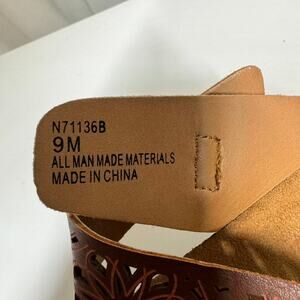 N71136B
9M
ALL MAN MADE MATERIALS
MADE IN CHINA